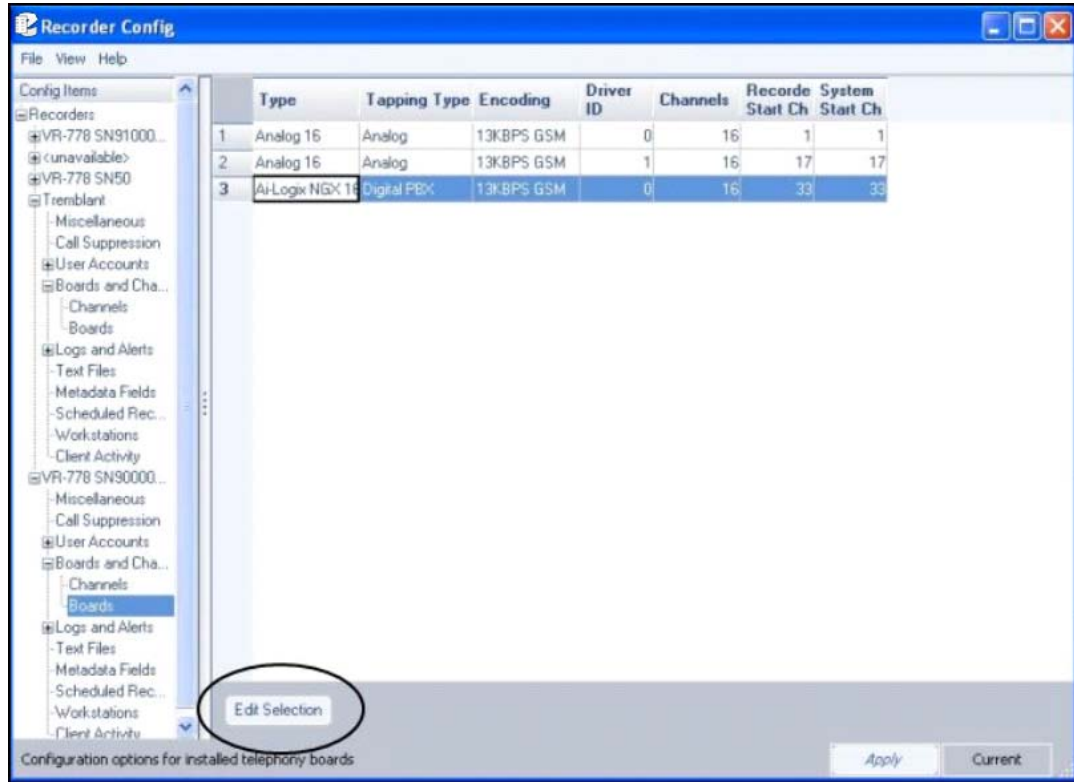 Recorder Config
File View Help
Config Items
Recorders
VR-778 SN91000...
<unavailable>
VR-778 SN50
Tremblant
Miscellaneous
Call Suppression
User Accounts
Boards and Cha...
Channels
Boards
Logs and Alerts
Text Files
Metadata Fields
Scheduled Rec...
Workstations
Client Activity
VR-778 SN90000...
Miscellaneous
Call Suppression
User Accounts
Boards and Cha...
Channels
Boards
Logs and Alerts
Text Files
Metadata Fields
Scheduled Rec...
Workstations
Client Activity
Type Tapping Type Encoding Driver ID Channels Recorde Start Ch System Start Ch
1 Analog 16 Analog 13KBPS GSM 0 16 1 1
2 Analog 16 Analog 13KBPS GSM 1 16 17 17
3 Ai-Logix NGX 16 Digital PBX 13KBPS GSM 0 16 33 33
Edit Selection
Configuration options for installed telephony boards
Apply Current